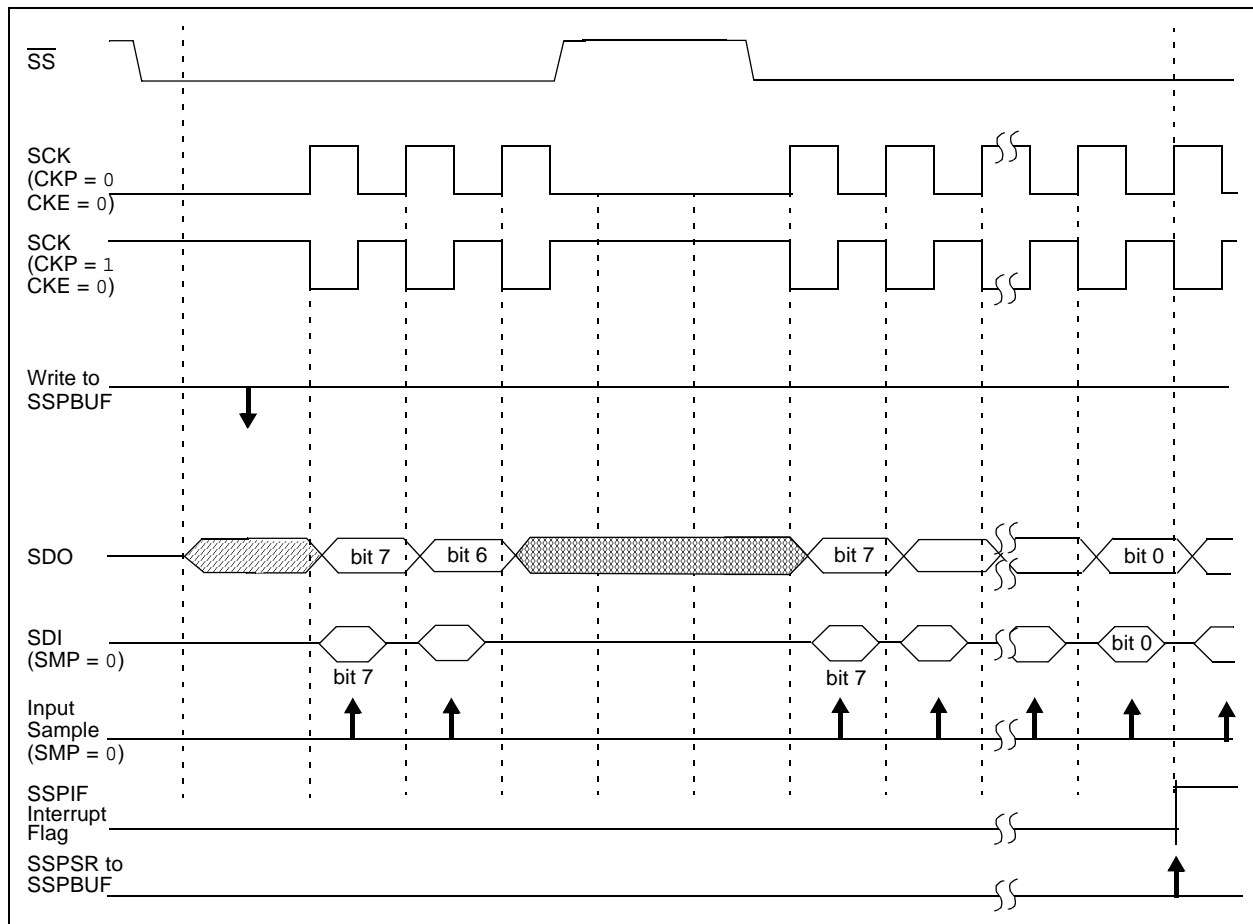 SS
SCK
(CKP = 0
CKE = 0)
SCK
(CKP = 1
CKE = 0)
Write to
SSPBUF
SDO
bit 7
bit 6
bit 7
bit 0
SDI
(SMP = 0)
bit 7
bit 7
bit 0
Input
Sample
(SMP = 0)
SSPIF
Interrupt
Flag
SSPSR to
SSPBUF